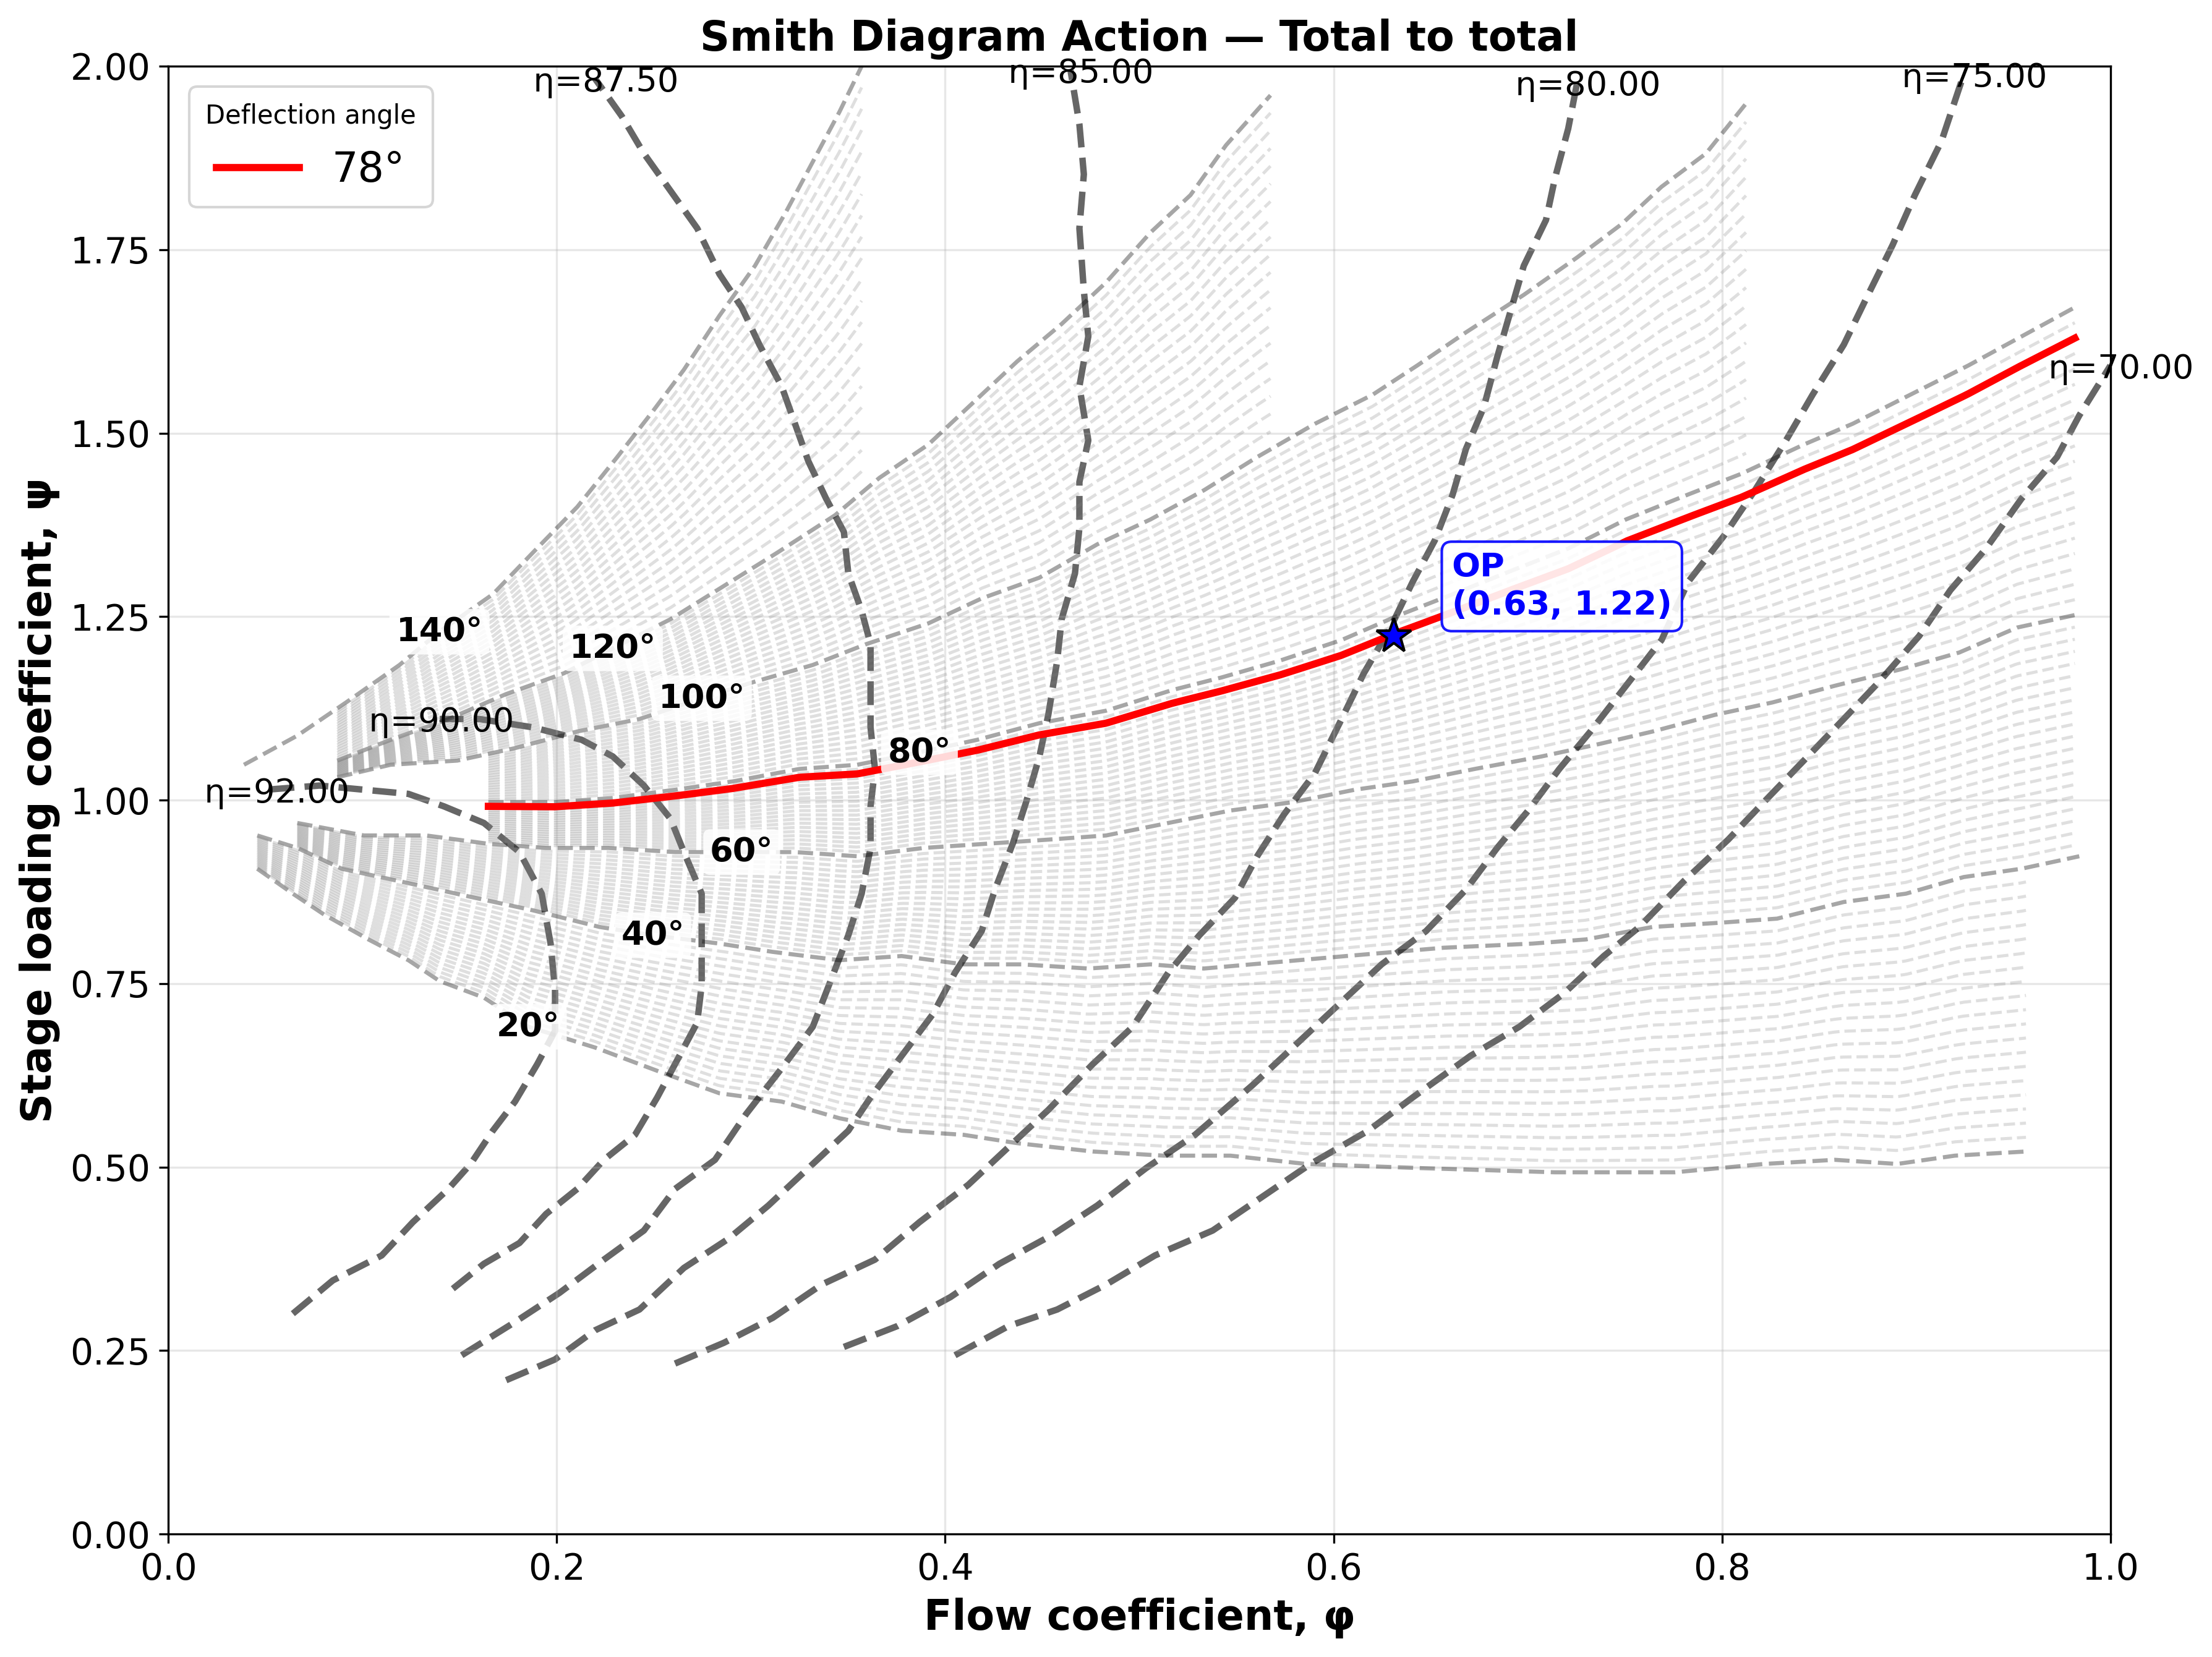 Smith Diagram Action — Total to total
η=87.50
η=85.00
η=80.00
η=75.00
η=70.00
η=90.00
η=92.00
Deflection angle
78°
140°
120°
100°
80°
60°
40°
20°
OP
(0.63, 1.22)
Stage loading coefficient, ψ
2.00
1.75
1.50
1.25
1.00
0.75
0.50
0.25
0.00
0.0 0.2 0.4 0.6 0.8 1.0
Flow coefficient, φ